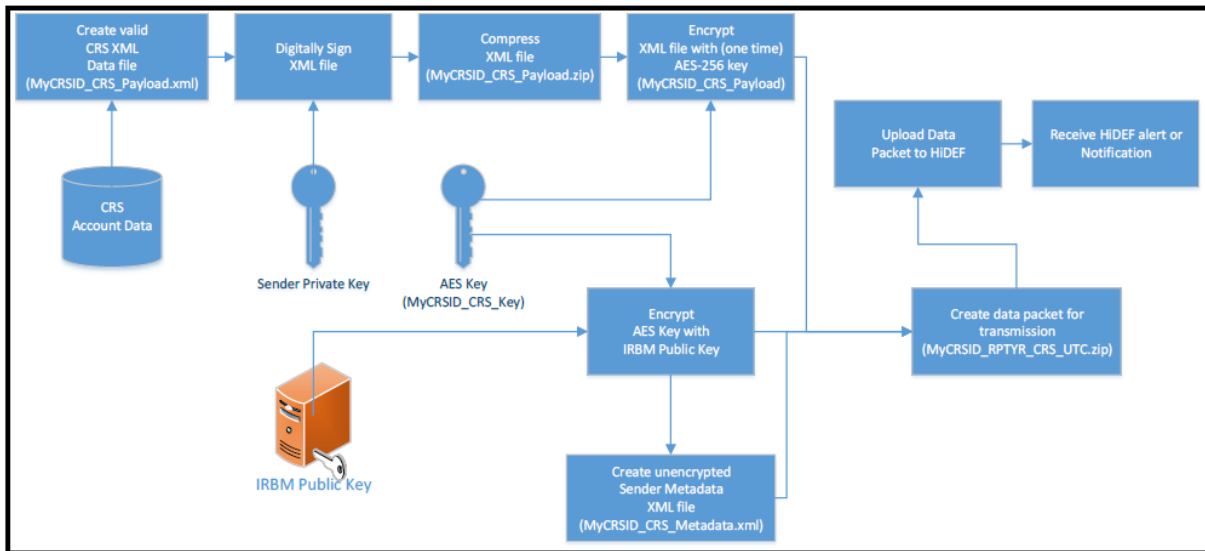 Create valid
CRS XML
Data file
(MyCRSID_CRS_Payload.xml)
Digitally Sign
XML file
Compress
XML file
(MyCRSID_CRS_Payload.zip)
Encrypt
XML file with (one time)
AES-256 key
(MyCRSID_CRS_Payload)
Upload Data
Packet to HiDEF
Receive HiDEF alert or
Notification
CRS
Account Data
Sender Private Key
AES Key
(MyCRSID_CRS_Key)
Encrypt
AES Key with
IRBM Public Key
Create data packet for
transmission
(MyCRSID_RPTYR_CRS_UTC.zip)
IRBM Public Key
Create unencrypted
Sender Metadata
XML file
(MyCRSID_CRS_Metadata.xml)